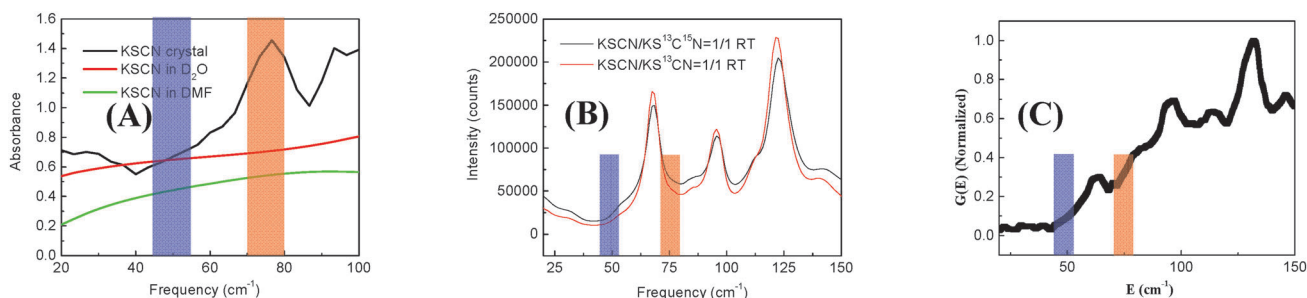 1.6
1.4
1.2
1.0
0.8
0.6
0.4
0.2
0.0
Absorbance
KSCN crystal
KSCN in D₂O
KSCN in DMF
(A)
20 40 60 80 100
Frequency (cm⁻¹)
250000
200000
150000
100000
50000
0
Intensity (counts)
KSCN/KS¹³C¹⁵N=1/1 RT
KSCN/KS¹³CN=1/1 RT
(B)
25 50 75 100 125 150
Frequency (cm⁻¹)
1.0
0.8
0.6
0.4
0.2
0.0
G(E) (Normalized)
(C)
50 100 150
E (cm⁻¹)